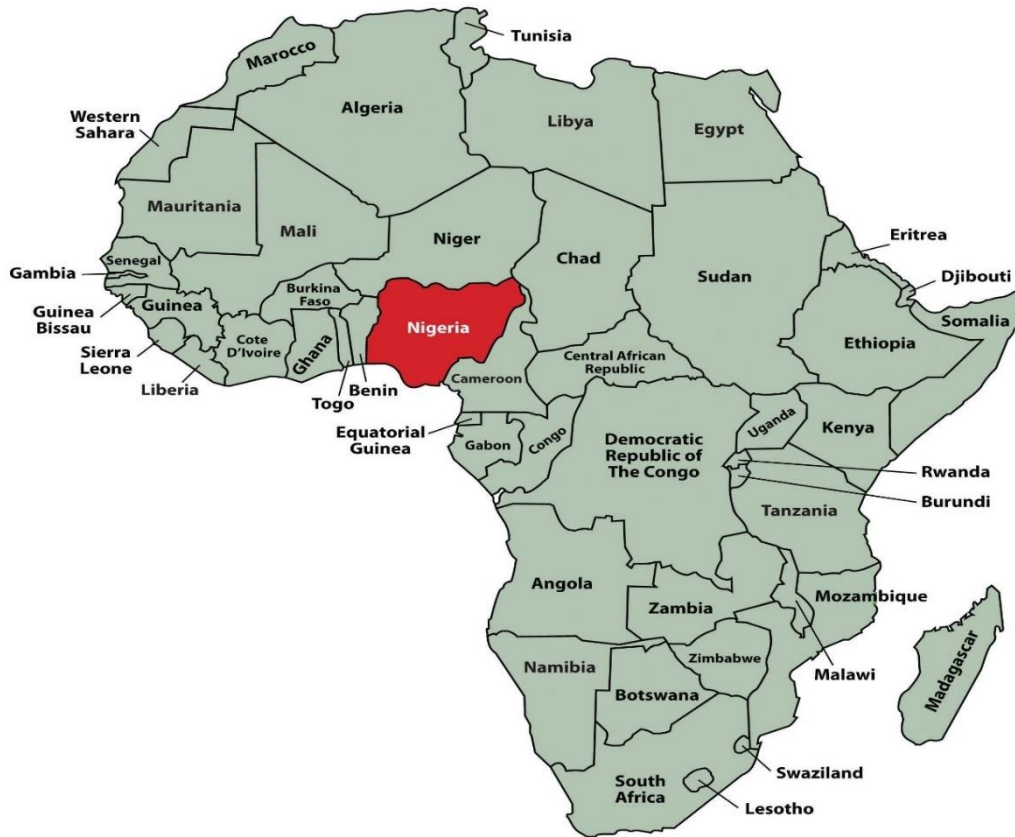 Tunisia
Marocco
Algeria
Western
Sahara
Libya
Egypt
Mauritania
Mali
Niger
Chad
Sudan
Eritrea
Djibouti
Senegal
Gambia
Guinea
Bissau
Guinea
Burkina
Faso
Nigeria
Somalia
Sierra
Leone
Cote
D'Ivoire
Ghana
Ethiopia
Liberia
Togo
Benin
Cameroon
Central African
Republic
Equatorial
Guinea
Gabon
Congo
Democratic
Republic of
The Congo
Uganda
Kenya
Rwanda
Burundi
Tanzania
Angola
Zambia
Mozambique
Malawi
Madagascar
Namibia
Zimbabwe
Botswana
Swaziland
South
Africa
Lesotho